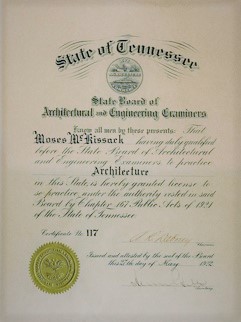 State of Tennessee
State Board of
Architectural and Engineering Examiners
Know all men by these presents: That
Moses McKissack having duly qualified
before the State Board of Architectural
and Engineering Examiners to practice
Architecture
in this State, is hereby granted license to
so practice, under the authority vested in said
Board by Chapter 167 Public Acts of 1921
of the State of Tennessee.
Certificate No 117
Issued and attested by the seal of the Board
this day of May